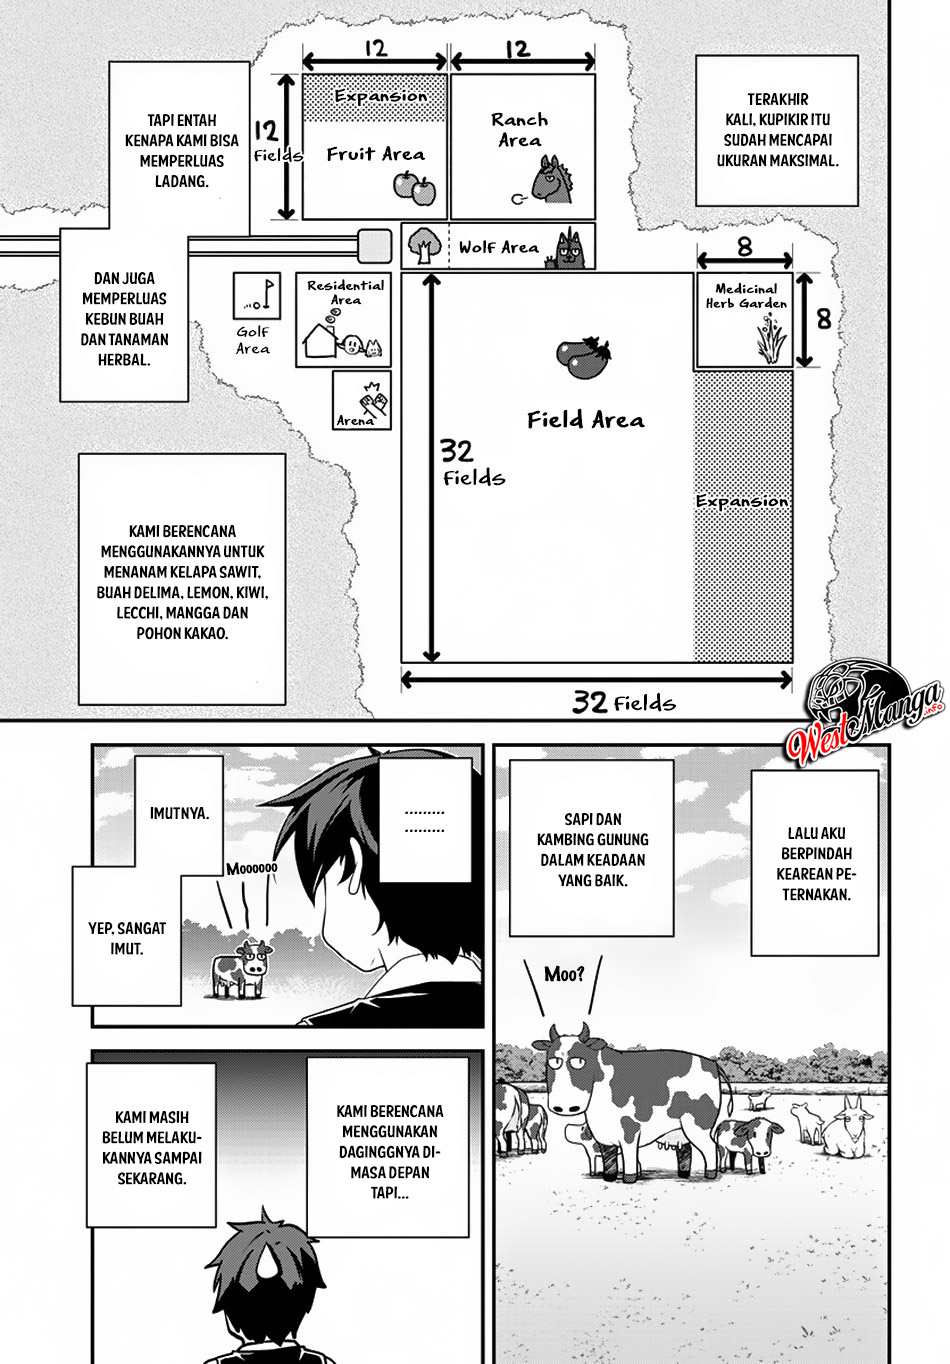 TERAKHIR
KALI, KUPIKIR ITU
SUDAH MENCAPAI
UKURAN MAKSIMAL.
TAPI ENTAH
KENAPA KAMI BISA
MEMPERLUAS
LADANG.
DAN JUGA
MEMPERLUAS
KEBUN BUAH
DAN TANAMAN
HERBAL.
12
12
12
Fields
Expansion
Fruit Area
Ranch
Area
Wolf Area
Golf
Area
Residential
Area
Arena
8
Medicinal
Herb Garden
8
Field Area
32
Fields
Expansion
32 Fields
KAMI BERENCANA
MENGGUNAKANNYA UNTUK
MENANAM KELAPA SAWIT,
BUAH DELIMA, LEMON, KIWI,
LECCHI, MANGGA DAN
POHON KAKAO.
WestManga
.info
LALU AKU
BERPINDAH
KEAREAN PE-
TERNAKAN.
SAPI DAN
KAMBING GUNUNG
DALAM KEADAAN
YANG BAIK.
Moo?
.........
.........
IMUTNYA.
Moooooo
YEP, SANGAT
IMUT.
KAMI BERENCANA
MENGGUNAKAN
DAGINGGNYA DI-
MASA DEPAN
TAPI...
KAMI MASIH
BELUM MELAKU-
KANNYA SAMPAI
SEKARANG.